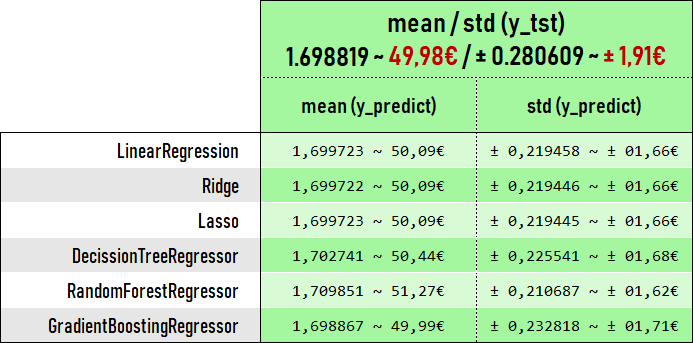 mean / std (y_tst)
1.698819 ~ 49,98€ / ± 0.280609 ~ ± 1,91€
mean (y_predict) std (y_predict)
LinearRegression 1,699723 ~ 50,09€ ± 0,219458 ~ ± 01,66€
Ridge 1,699722 ~ 50,09€ ± 0,219446 ~ ± 01,66€
Lasso 1,699723 ~ 50,09€ ± 0,219445 ~ ± 01,66€
DecissionTreeRegressor 1,702741 ~ 50,44€ ± 0,225541 ~ ± 01,68€
RandomForestRegressor 1,709851 ~ 51,27€ ± 0,210687 ~ ± 01,62€
GradientBoostingRegressor 1,698867 ~ 49,99€ ± 0,232818 ~ ± 01,71€